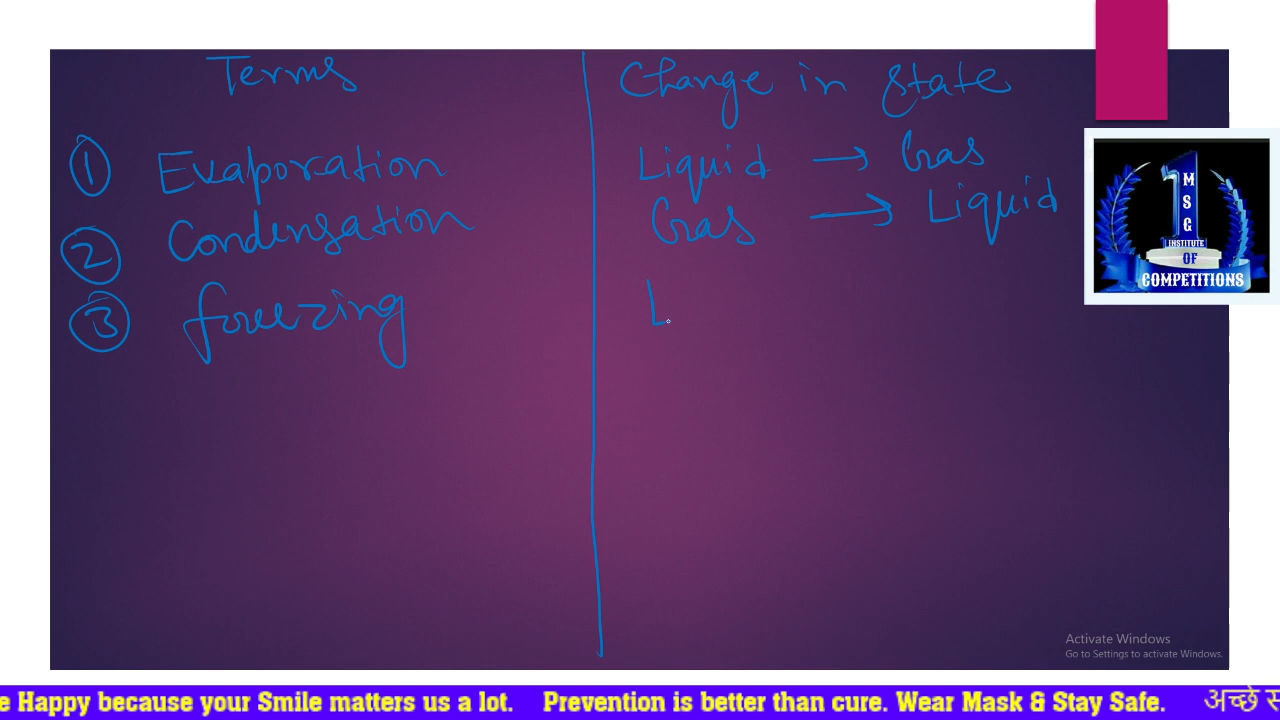 Terms
Change in State
① Evaporation
Liquid → Gas
② Condensation
Gas → Liquid
③ freezing
L
1
MSG
INSTITUTE
OF
COMPETITIONS
Activate Windows
Go to Settings to activate Windows.
e Happy because your Smile matters us a lot. Prevention is better than cure. Wear Mask & Stay Safe. अच्छे स